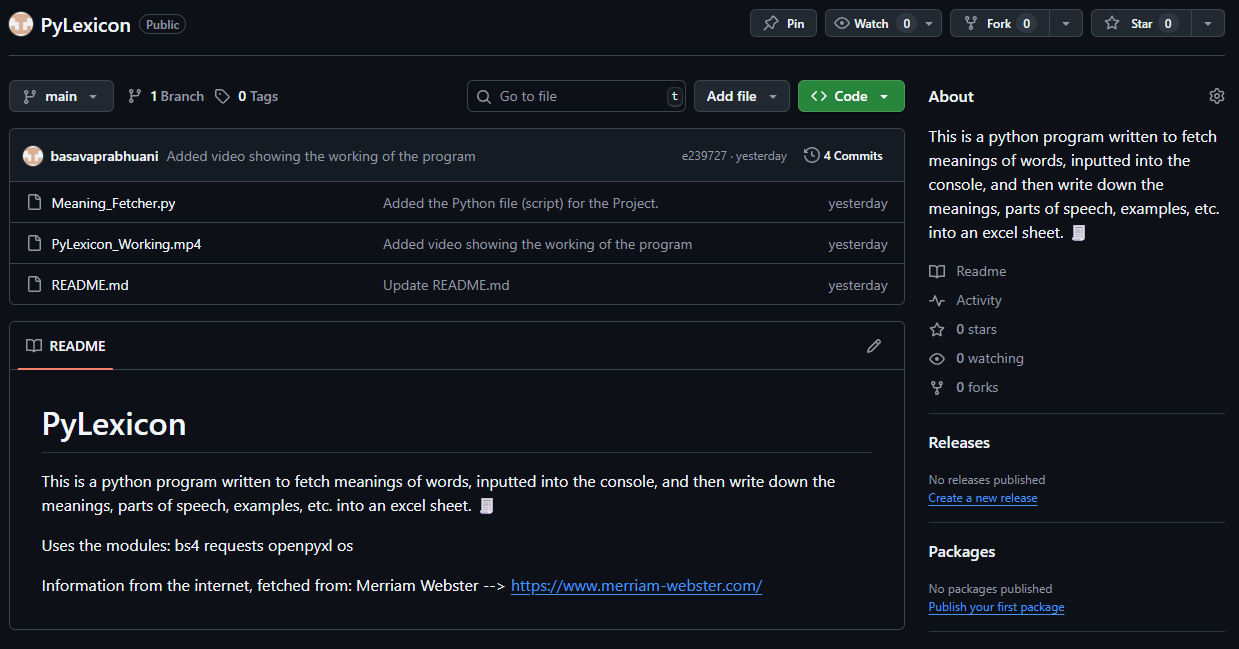 PyLexicon Public
Pin Watch 0 Fork 0 Star 0
main 1 Branch 0 Tags Go to file t Add file Code
basavaprabhuani Added video showing the working of the program e239727 · yesterday 4 Commits
Meaning_Fetcher.py Added the Python file (script) for the Project. yesterday
PyLexicon_Working.mp4 Added video showing the working of the program yesterday
README.md Update README.md yesterday
README
PyLexicon
This is a python program written to fetch meanings of words, inputted into the console, and then write down the
meanings, parts of speech, examples, etc. into an excel sheet.
Uses the modules: bs4 requests openpyxl os
Information from the internet, fetched from: Merriam Webster --> https://www.merriam-webster.com/
About
This is a python program written to fetch
meanings of words, inputted into the
console, and then write down the
meanings, parts of speech, examples, etc.
into an excel sheet.
Readme
Activity
0 stars
0 watching
0 forks
Releases
No releases published
Create a new release
Packages
No packages published
Publish your first package